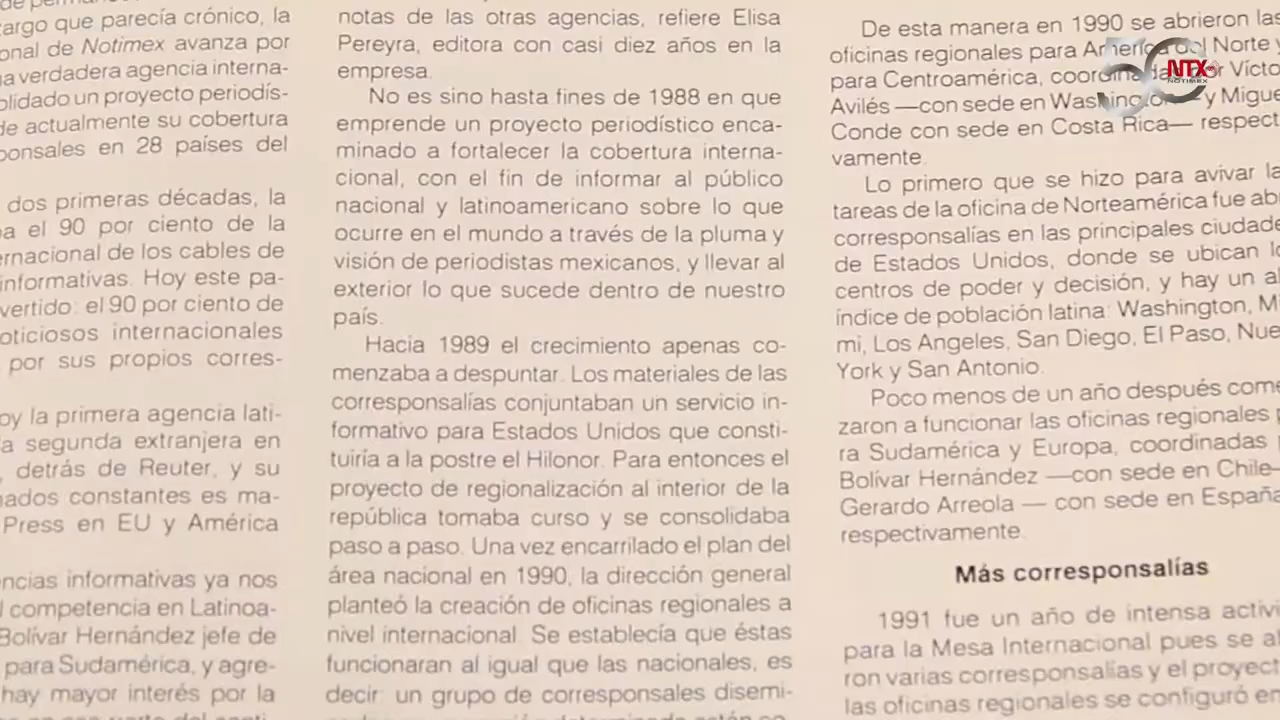 argo que parecía crónico, la
onal de Notimex avanza por
a verdadera agencia interna-
olidado un proyecto periodís-
de actualmente su cobertura
ponsales en 28 países del
dos primeras décadas, la
el 90 por ciento de la
ernacional de los cables de
informativas. Hoy este pa-
vertido: el 90 por ciento de
oticiosos internacionales
por sus propios corres-
oy la primera agencia lati-
la segunda extranjera en
, detrás de Reuter, y su
nados constantes es ma-
Press en EU y América
ncias informativas ya nos
competencia en Latinoa-
Bolívar Hernández jefe de
para Sudamérica, y agre-
hay mayor interés por la
notas de las otras agencias, refiere Elisa
Pereyra, editora con casi diez años en la
empresa.
No es sino hasta fines de 1988 en que
emprende un proyecto periodístico enca-
minado a fortalecer la cobertura interna-
cional, con el fin de informar al público
nacional y latinoamericano sobre lo que
ocurre en el mundo a través de la pluma y
visión de periodistas mexicanos, y llevar al
exterior lo que sucede dentro de nuestro
país.
Hacia 1989 el crecimiento apenas co-
menzaba a despuntar. Los materiales de las
corresponsalías conjuntaban un servicio in-
formativo para Estados Unidos que consti-
tuiría a la postre el Hilonor. Para entonces el
proyecto de regionalización al interior de la
república tomaba curso y se consolidaba
paso a paso. Una vez encarrilado el plan del
área nacional en 1990, la dirección general
planteó la creación de oficinas regionales a
nivel internacional. Se establecía que éstas
funcionaran al igual que las nacionales, es
decir: un grupo de corresponsales disemi-
De esta manera en 1990 se abrieron las
oficinas regionales para América del Norte y
para Centroamérica, coordinada por Vícto
Avilés —con sede en Washington— y Migue
Conde con sede en Costa Rica— respect
vamente.
Lo primero que se hizo para avivar la
tareas de la oficina de Norteamérica fue ab
corresponsalías en las principales ciudade
de Estados Unidos, donde se ubican lo
centros de poder y decisión, y hay un al
índice de población latina: Washington, M
mi, Los Angeles, San Diego, El Paso, Nue
York y San Antonio.
Poco menos de un año después come
zaron a funcionar las oficinas regionales p
ra Sudamérica y Europa, coordinadas
Bolívar Hernández —con sede en Chile—
Gerardo Arreola — con sede en España
respectivamente.
Más corresponsalías
1991 fue un año de intensa activi
para la Mesa Internacional pues se a
ron varias corresponsalías y el proyect
las oficinas regionales se configuró en
50
NTX
NOTIMEX